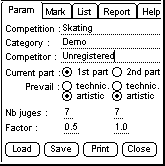 Param Mark List Report Help
Competition : Skating
Category : Demo
Competitor : Unregistered
Current part : 1st part 2nd part
Prevail : technic. technic.
artistic artistic
Nb juges : 7 7
Factor : 0.5 1.0
Load Save Print Close